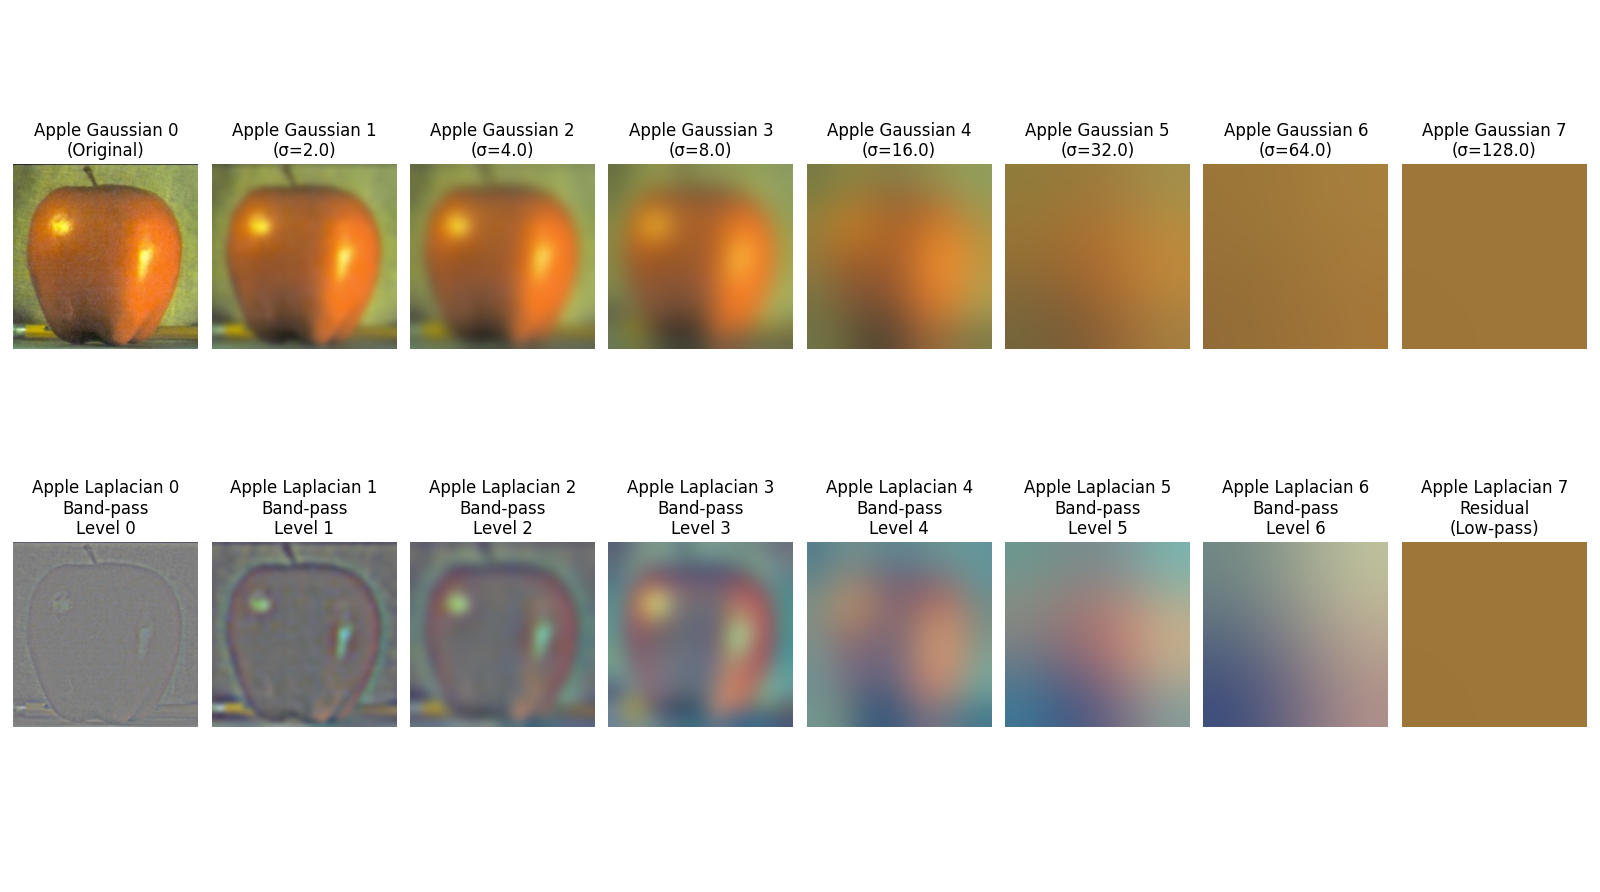 Apple Gaussian 0
(Original)
Apple Gaussian 1
(σ=2.0)
Apple Gaussian 2
(σ=4.0)
Apple Gaussian 3
(σ=8.0)
Apple Gaussian 4
(σ=16.0)
Apple Gaussian 5
(σ=32.0)
Apple Gaussian 6
(σ=64.0)
Apple Gaussian 7
(σ=128.0)
Apple Laplacian 0
Band-pass
Level 0
Apple Laplacian 1
Band-pass
Level 1
Apple Laplacian 2
Band-pass
Level 2
Apple Laplacian 3
Band-pass
Level 3
Apple Laplacian 4
Band-pass
Level 4
Apple Laplacian 5
Band-pass
Level 5
Apple Laplacian 6
Band-pass
Level 6
Apple Laplacian 7
Residual
(Low-pass)